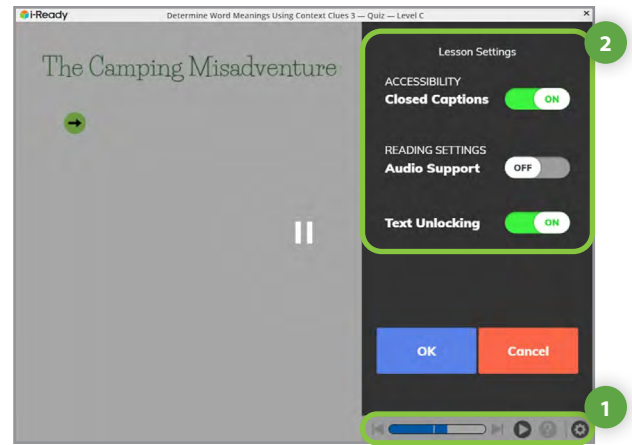 i-Ready
Determine Word Meanings Using Context Clues 3 — Quiz — Level C
×
The Camping Misadventure
Lesson Settings
2
ACCESSIBILITY
Closed Captions ON
READING SETTINGS
Audio Support OFF
Text Unlocking ON
OK Cancel
1
?